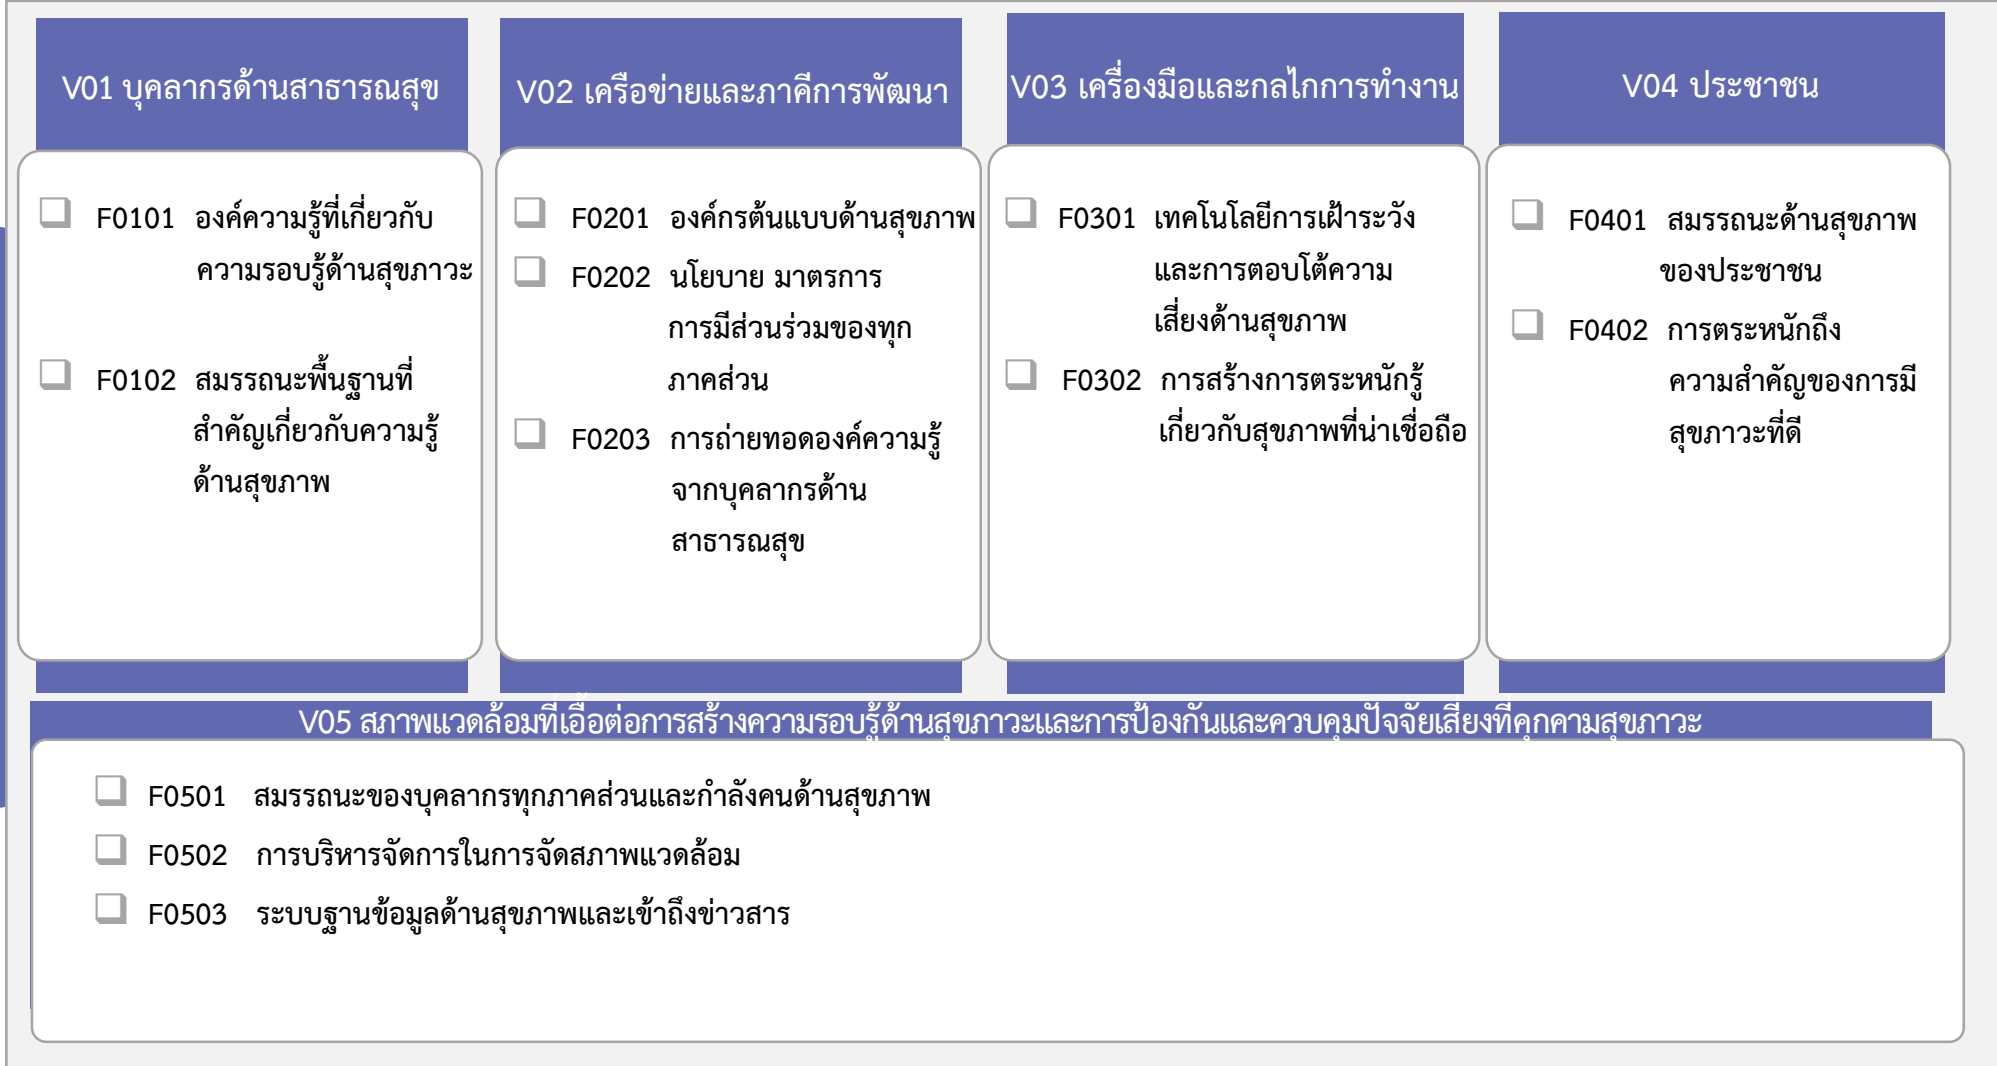 V01 บุคลากรด้านสาธารณสุข
F0101 องค์ความรู้ที่เกี่ยวกับ
ความรอบรู้ด้านสุขภาวะ
F0102 สมรรถนะพื้นฐานที่
สำคัญเกี่ยวกับความรู้
ด้านสุขภาพ
V02 เครือข่ายและภาคีการพัฒนา
F0201 องค์กรต้นแบบด้านสุขภาพ
F0202 นโยบาย มาตรการ
การมีส่วนร่วมของทุก
ภาคส่วน
F0203 การถ่ายทอดองค์ความรู้
จากบุคลากรด้าน
สาธารณสุข
V03 เครื่องมือและกลไกการทำงาน
F0301 เทคโนโลยีการเฝ้าระวัง
และการตอบโต้ความ
เสี่ยงด้านสุขภาพ
F0302 การสร้างการตระหนักรู้
เกี่ยวกับสุขภาพที่น่าเชื่อถือ
V04 ประชาชน
F0401 สมรรถนะด้านสุขภาพ
ของประชาชน
F0402 การตระหนักถึง
ความสำคัญของการมี
สุขภาวะที่ดี
V05 สภาพแวดล้อมที่เอื้อต่อการสร้างความรอบรู้ด้านสุขภาวะและการป้องกันและควบคุมปัจจัยเสี่ยงที่คุกคามสุขภาวะ
F0501 สมรรถนะของบุคลากรทุกภาคส่วนและกำลังคนด้านสุขภาพ
F0502 การบริหารจัดการในการจัดสภาพแวดล้อม
F0503 ระบบฐานข้อมูลด้านสุขภาพและเข้าถึงข่าวสาร